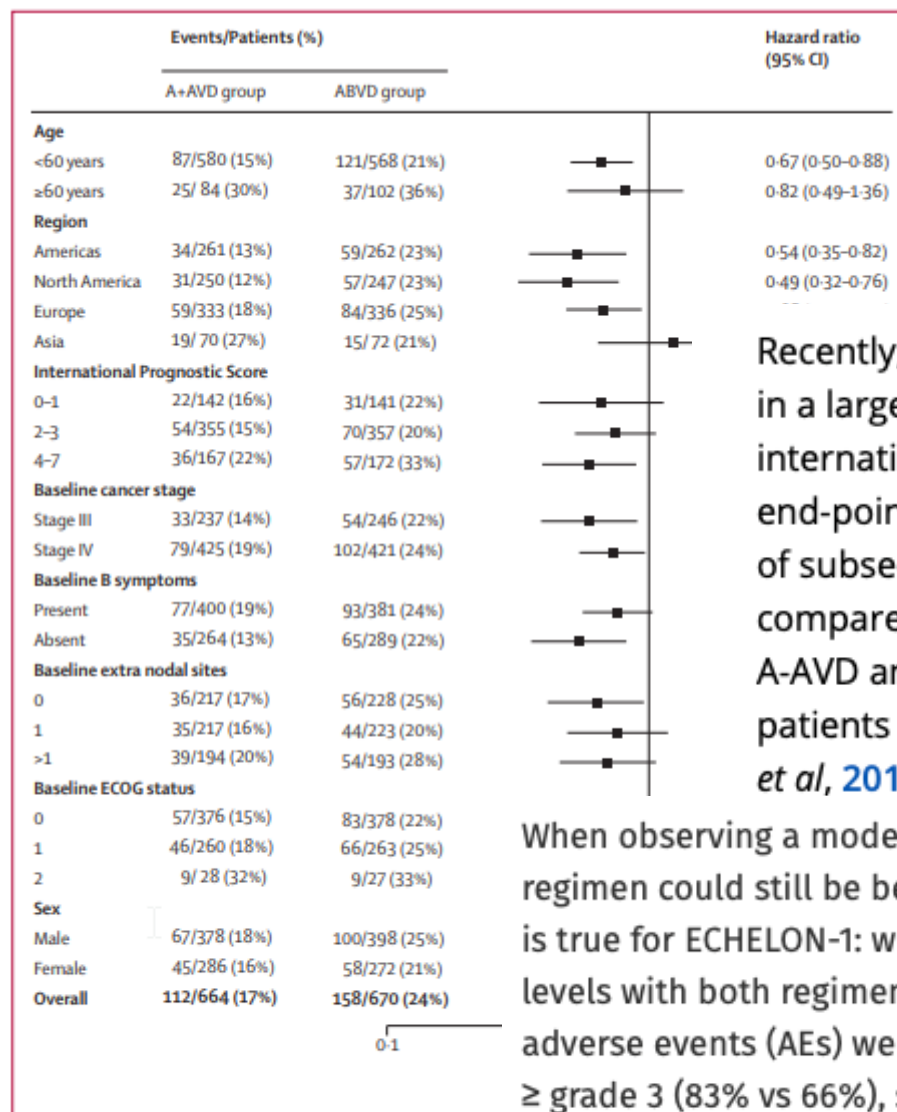 Events/Patients (%) Hazard ratio
(95% CI)
A+AVD group ABVD group
Age
<60 years 87/580 (15%) 121/568 (21%) 0·67 (0·50–0·88)
≥60 years 25/ 84 (30%) 37/102 (36%) 0·82 (0·49–1·36)
Region
Americas 34/261 (13%) 59/262 (23%) 0·54 (0·35–0·82)
North America 31/250 (12%) 57/247 (23%) 0·49 (0·32–0·76)
Europe 59/333 (18%) 84/336 (25%)
Asia 19/ 70 (27%) 15/ 72 (21%)
International Prognostic Score
0–1 22/142 (16%) 31/141 (22%)
2–3 54/355 (15%) 70/357 (20%)
4–7 36/167 (22%) 57/172 (33%)
Baseline cancer stage
Stage III 33/237 (14%) 54/246 (22%)
Stage IV 79/425 (19%) 102/421 (24%)
Baseline B symptoms
Present 77/400 (19%) 93/381 (24%)
Absent 35/264 (13%) 65/289 (22%)
Baseline extra nodal sites
0 36/217 (17%) 56/228 (25%)
1 35/217 (16%) 44/223 (20%)
>1 39/194 (20%) 54/193 (28%)
Baseline ECOG status
0 57/376 (15%) 83/378 (22%)
1 46/260 (18%) 66/263 (25%)
2 9/ 28 (32%) 9/27 (33%)
Sex
Male 67/378 (18%) 100/398 (25%)
Female 45/286 (16%) 58/272 (21%)
Overall 112/664 (17%) 158/670 (24%)
0·1
Recently,
in a large
internati
end-poin
of subse
compare
A-AVD ar
patients
et al, 201
When observing a mode
regimen could still be be
is true for ECHELON-1: w
levels with both regimer
adverse events (AEs) we
≥ grade 3 (83% vs 66%), s